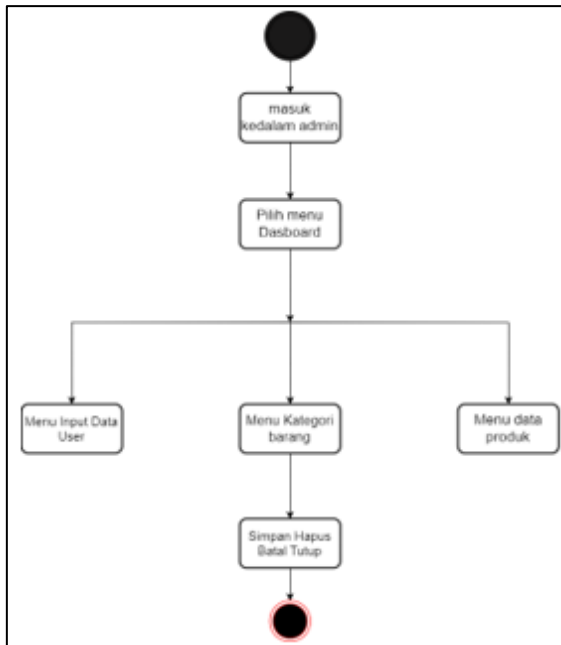 masuk
kedalam admin
Pilih menu
Dasboard
Menu Input Data
User
Menu Kategori
barang
Menu data
produk
Simpan Hapus
Batal Tutup